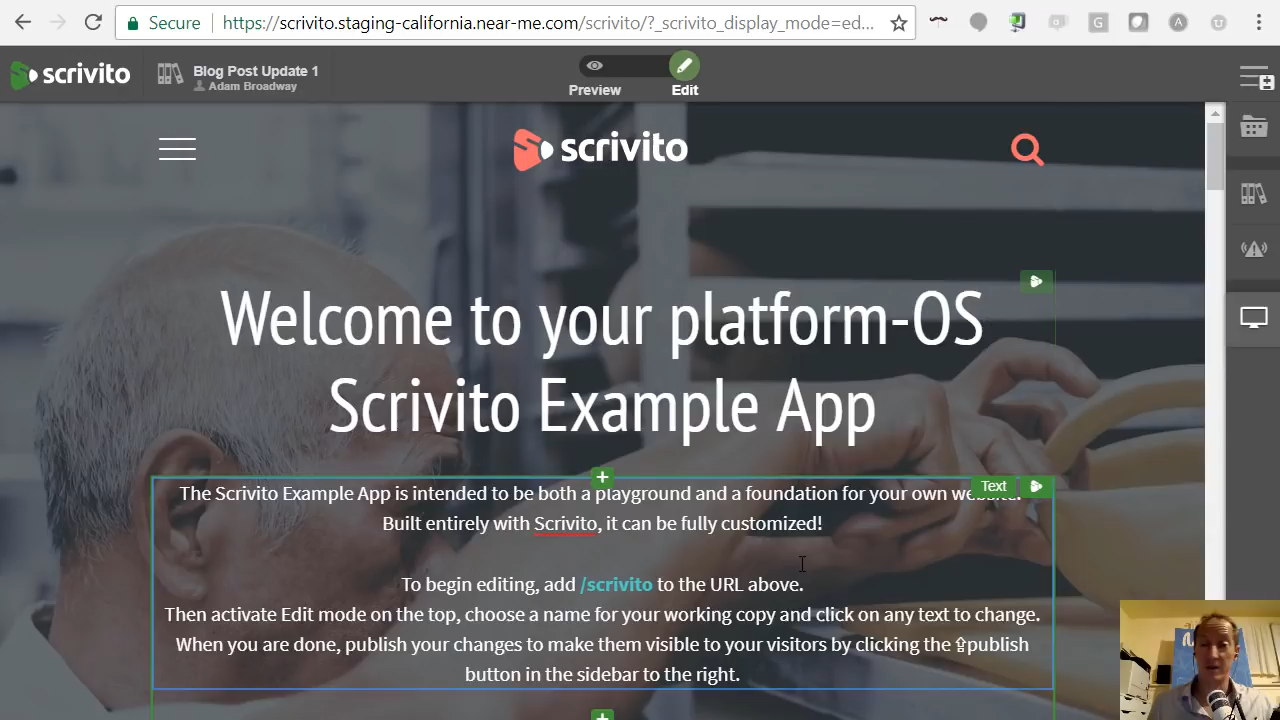 Secure https://scrivito.staging-california.near-me.com/scrivito/?_scrivito_display_mode=ed...
scrivito
Blog Post Update 1
Adam Broadway
Preview
Edit
scrivito
Welcome to your platform-OS
Scrivito Example App
Text
The Scrivito Example App is intended to be both a playground and a foundation for your own website.
Built entirely with Scrivito, it can be fully customized!
To begin editing, add /scrivito to the URL above.
Then activate Edit mode on the top, choose a name for your working copy and click on any text to change.
When you are done, publish your changes to make them visible to your visitors by clicking the ⇪publish
button in the sidebar to the right.